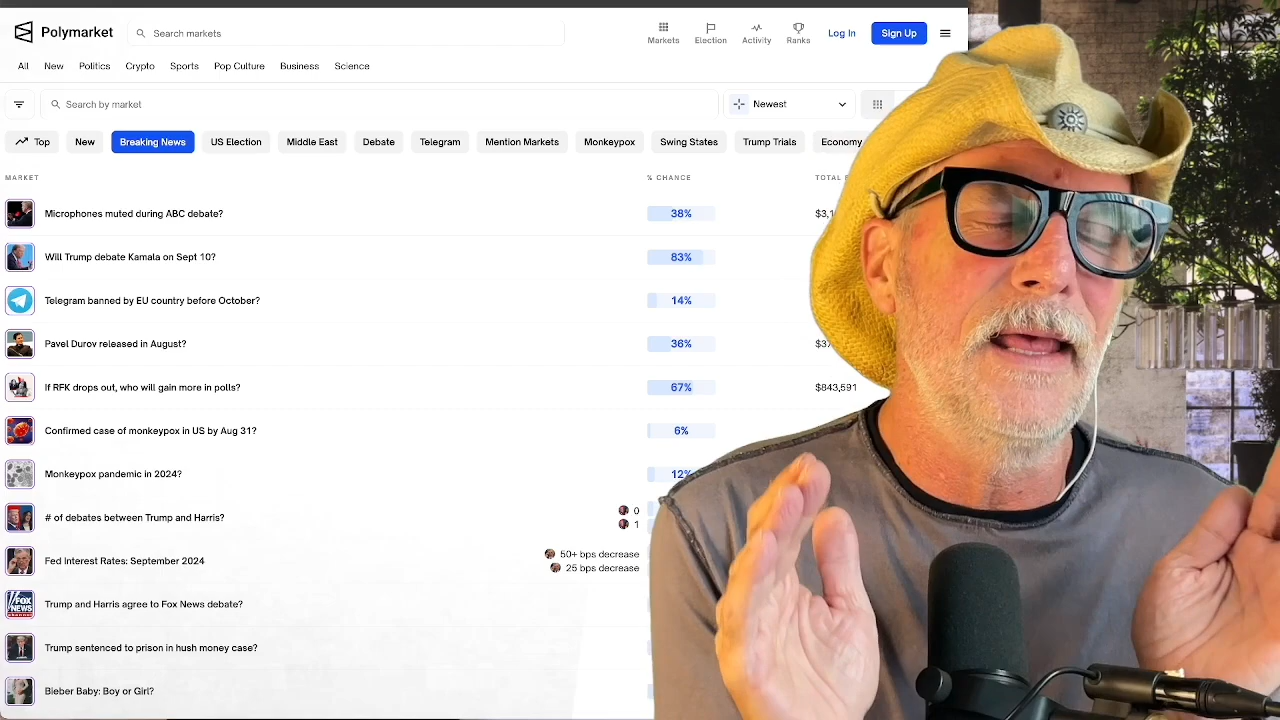 Polymarket
Search markets
Markets
Election
Activity
Ranks
Log In
Sign Up
All New Politics Crypto Sports Pop Culture Business Science
Search by market
Newest
Top New Breaking News US Election Middle East Debate Telegram Mention Markets Monkeypox Swing States Trump Trials Economy
MARKET % CHANCE TOTAL
Microphones muted during ABC debate? 38%
Will Trump debate Kamala on Sept 10? 83%
Telegram banned by EU country before October? 14%
Pavel Durov released in August? 36%
If RFK drops out, who will gain more in polls? 67% $843,591
Confirmed case of monkeypox in US by Aug 31? 6%
Monkeypox pandemic in 2024? 12%
# of debates between Trump and Harris?
0
1
Fed Interest Rates: September 2024
50+ bps decrease
25 bps decrease
Trump and Harris agree to Fox News debate?
FOX
NEWS
Trump sentenced to prison in hush money case?
Bieber Baby: Boy or Girl?